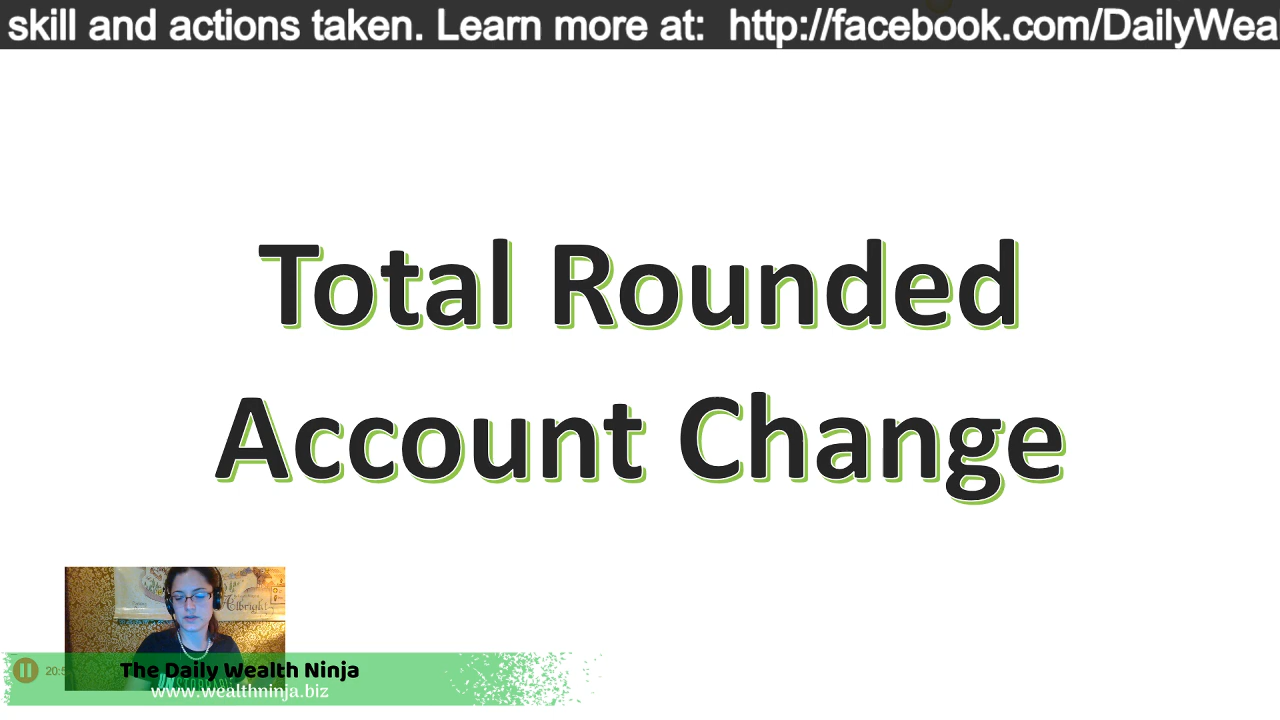 skill and actions taken. Learn more at: http://facebook.com/DailyWea
Total Rounded
Account Change
Elbright
The Daily Wealth Ninja
www.wealthninja.biz